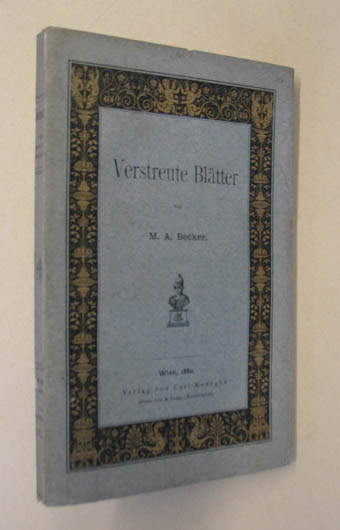 Verstreute Blätter
von
M. A. Becker.
Wien, 1880.
Verlag von Carl Konegen